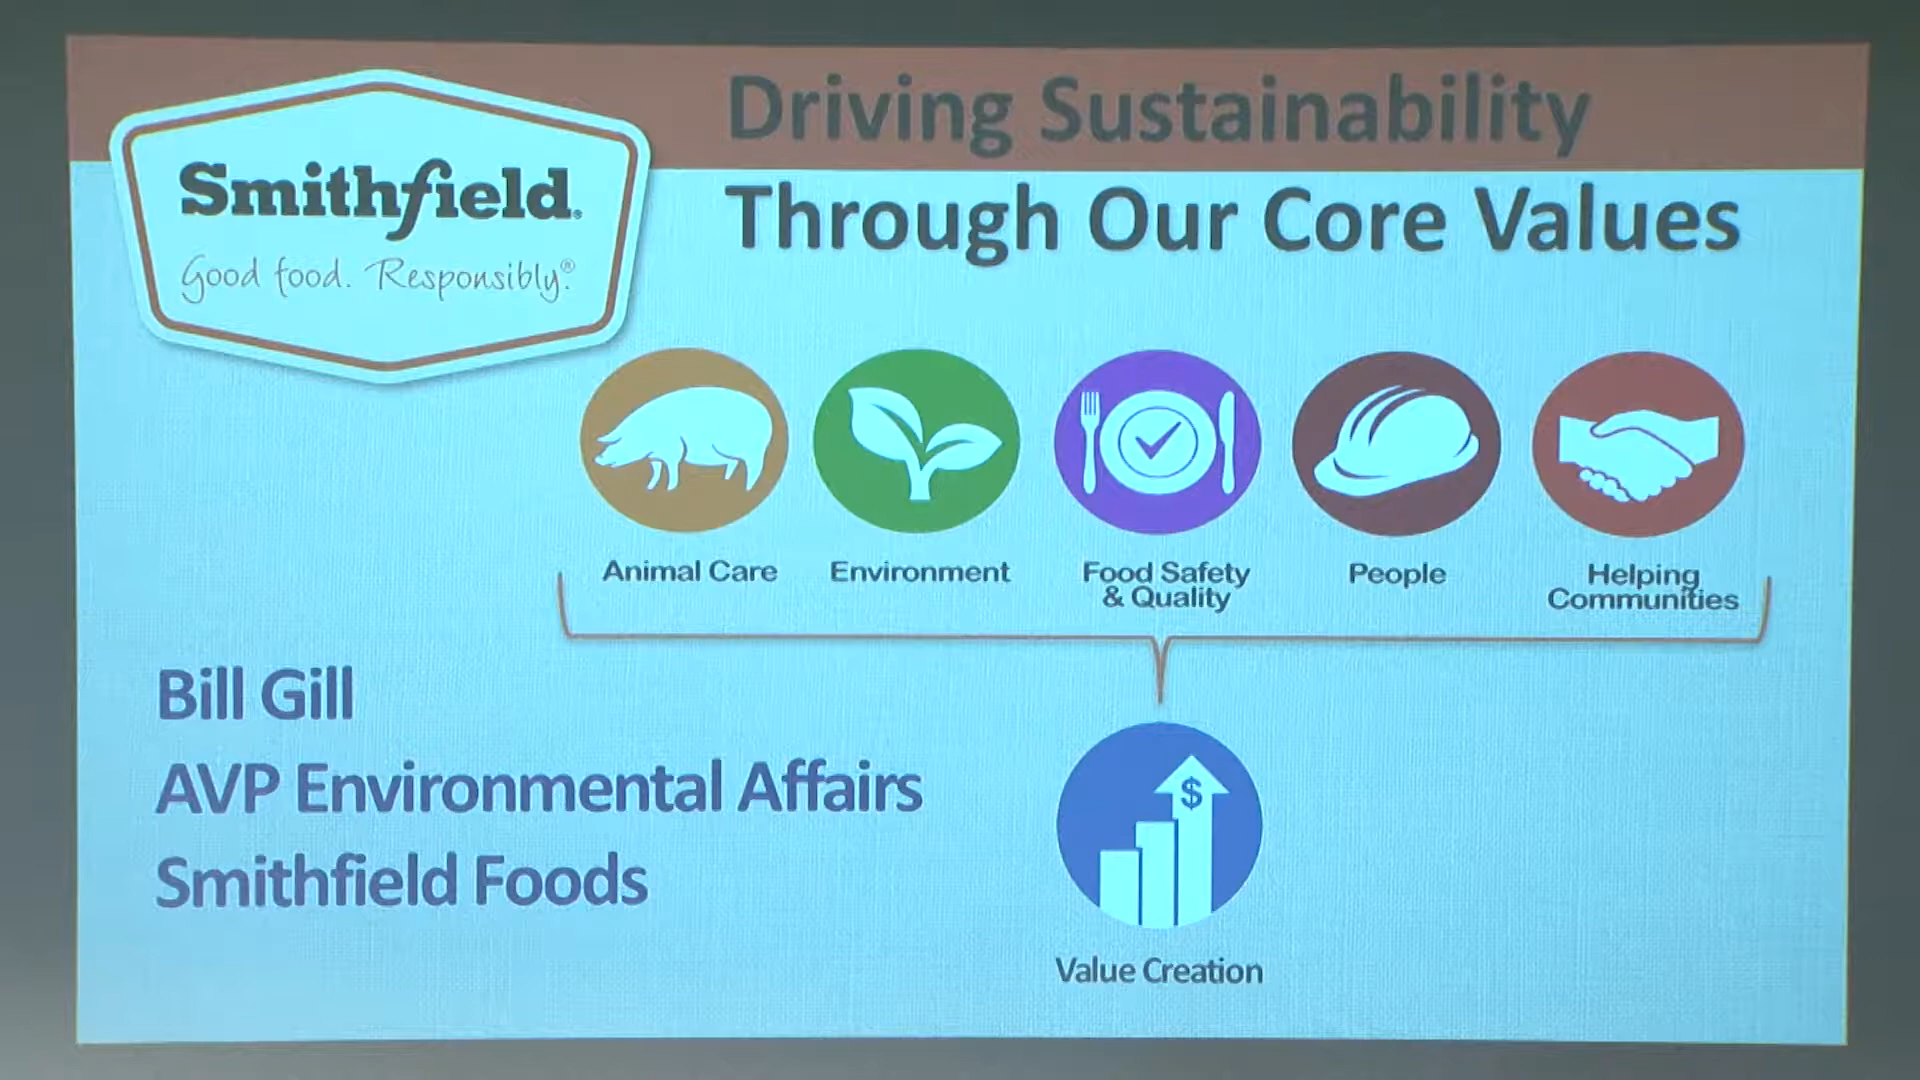 Driving Sustainability
Through Our Core Values
Smithfield®
Good food. Responsibly.®
Animal Care
Environment
Food Safety
& Quality
People
Helping
Communities
Bill Gill
AVP Environmental Affairs
Smithfield Foods
$
Value Creation